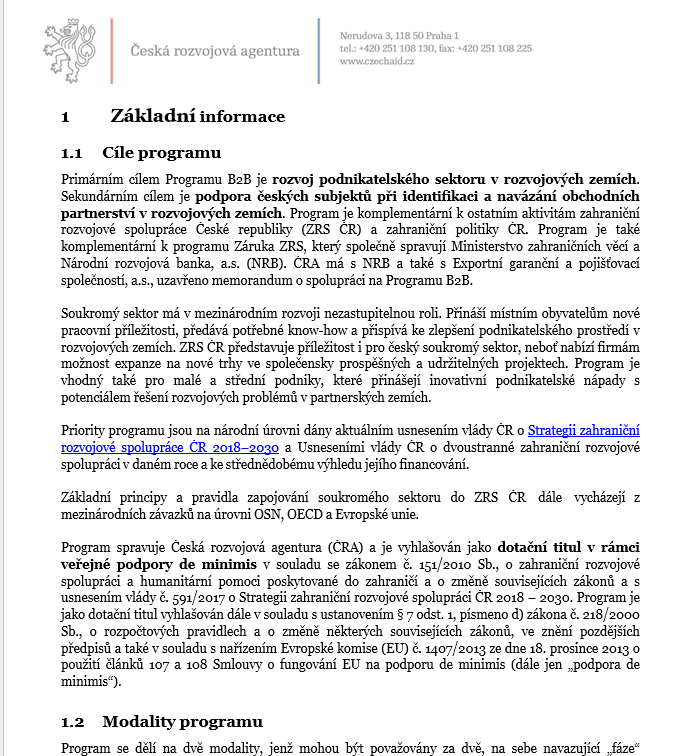 Česká rozvojová agentura
Nerudova 3, 118 50 Praha 1
tel.: +420 251 108 130, fax: +420 251 108 225
www.czechaid.cz
1 Základní informace
1.1 Cíle programu
Primárním cílem Programu B2B je rozvoj podnikatelského sektoru v rozvojových zemích.
Sekundárním cílem je podpora českých subjektů při identifikaci a navázání obchodních
partnerství v rozvojových zemích. Program je komplementární k ostatním aktivitám zahraniční
rozvojové spolupráce České republiky (ZRS ČR) a zahraniční politiky ČR. Program je také
komplementární k programu Záruka ZRS, který společně spravují Ministerstvo zahraničních věcí a
Národní rozvojová banka, a.s. (NRB). ČRA má s NRB a také s Exportní garanční a pojišťovací
společností, a.s., uzavřeno memorandum o spolupráci na Programu B2B.
Soukromý sektor má v mezinárodním rozvoji nezastupitelnou roli. Přináší místním obyvatelům nové
pracovní příležitosti, předává potřebné know-how a přispívá ke zlepšení podnikatelského prostředí v
rozvojových zemích. ZRS ČR představuje příležitost i pro český soukromý sektor, neboť nabízí firmám
možnost expanze na nové trhy ve společensky prospěšných a udržitelných projektech. Program je
vhodný také pro malé a střední podniky, které přinášejí inovativní podnikatelské nápady s
potenciálem řešení rozvojových problémů v partnerských zemích.
Priority programu jsou na národní úrovni dány aktuálním usnesením vlády ČR o Strategii zahraniční
rozvojové spolupráce ČR 2018–2030 a Usneseními vlády ČR o dvoustranné zahraniční rozvojové
spolupráci v daném roce a ke střednědobému výhledu jejího financování.
Základní principy a pravidla zapojování soukromého sektoru do ZRS ČR dále vycházejí z
mezinárodních závazků na úrovni OSN, OECD a Evropské unie.
Program spravuje Česká rozvojová agentura (ČRA) a je vyhlašován jako dotační titul v rámci
veřejné podpory de minimis v souladu se zákonem č. 151/2010 Sb., o zahraniční rozvojové
spolupráci a humanitární pomoci poskytované do zahraničí a o změně souvisejících zákonů a s
usnesením vlády č. 591/2017 o Strategii zahraniční rozvojové spolupráci ČR 2018 – 2030. Program je
jako dotační titul vyhlašován dále v souladu s ustanovením § 7 odst. 1, písmeno d) zákona č. 218/2000
Sb., o rozpočtových pravidlech a o změně některých souvisejících zákonů, ve znění pozdějších
předpisů a také v souladu s nařízením Evropské komise (EU) č. 1407/2013 ze dne 18. prosince 2013 o
použití článků 107 a 108 Smlouvy o fungování EU na podporu de minimis (dále jen „podpora de
minimis“).
1.2 Modality programu
Program se dělí na dvě modality, jenž mohou být považovány za dvě, na sebe navazující „fáze“